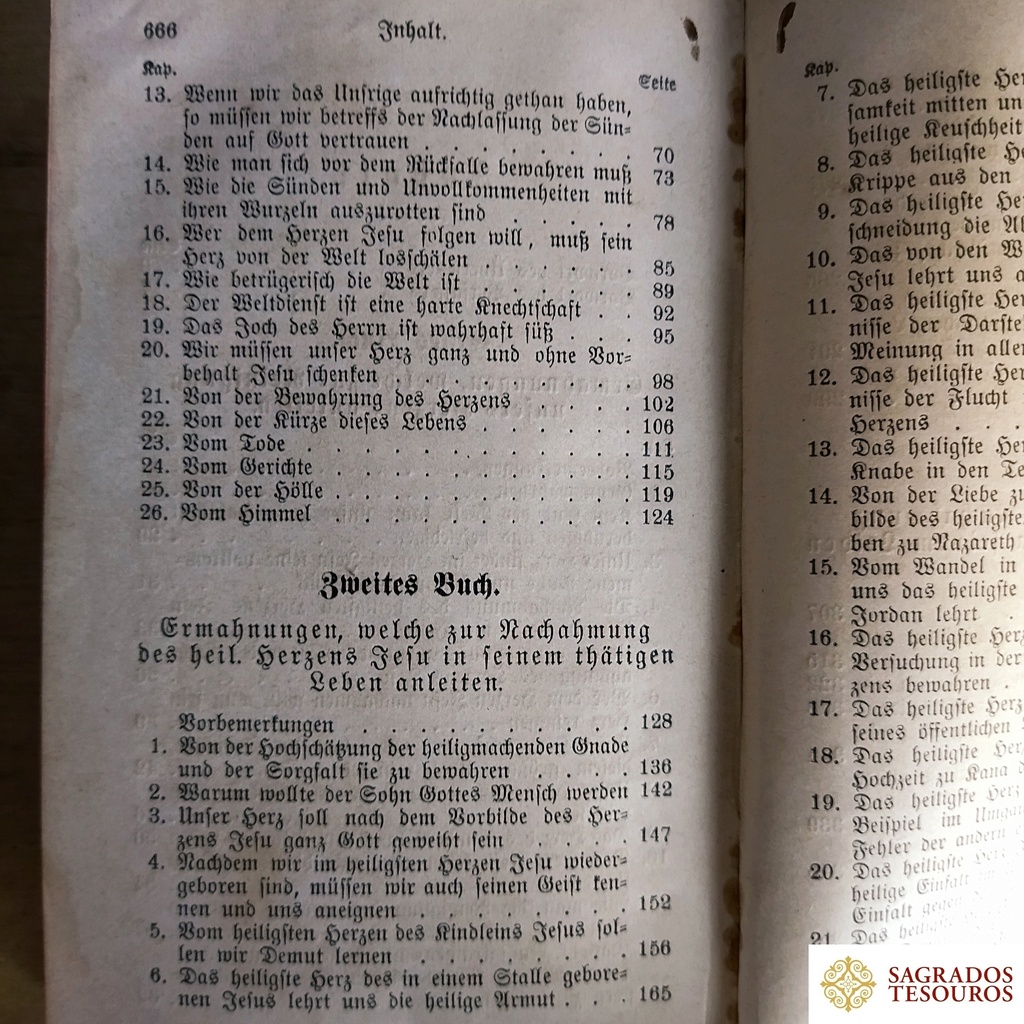 666 Inhalt.
Kap. Seite
13. Wenn wir das Unsrige aufrichtig gethan haben,
so müssen wir betreffs der Nachlassung der Sün-
den auf Gott vertrauen . . . . . . . . . 70
14. Wie man sich vor dem Rückfalle bewahren muß 73
15. Wie die Sünden und Unvollkommenheiten mit
ihren Wurzeln auszurotten sind . . . . . 78
16. Wer dem Herzen Jesu folgen will, muß sein
Herz von der Welt losschälen . . . . . . 85
17. Wie betrügerisch die Welt ist . . . . . . 89
18. Der Weltdienst ist eine harte Knechtschaft . . 92
19. Das Joch des Herrn ist wahrhaft süß . . . 95
20. Wir müssen unser Herz ganz und ohne Vor-
behalt Jesu schenken . . . . . . . . . 98
21. Von der Bewahrung des Herzens . . . . . 102
22. Von der Kürze dieses Lebens . . . . . . 106
23. Vom Tode . . . . . . . . . . . . 111
24. Vom Gerichte . . . . . . . . . . . 115
25. Von der Hölle . . . . . . . . . . . 119
26. Vom Himmel . . . . . . . . . . . 124
Zweites Buch.
Ermahnungen, welche zur Nachahmung
des heil. Herzens Jesu in seinem thätigen
Leben anleiten.
Vorbemerkungen . . . . . . . . . . 128
1. Von der Hochschätzung der heiligmachenden Gnade
und der Sorgfalt sie zu bewahren . . . . 136
2. Warum wollte der Sohn Gottes Mensch werden 142
3. Unser Herz soll nach dem Vorbilde des Her-
zens Jesu ganz Gott geweiht sein . . . . 147
4. Nachdem wir im heiligsten Herzen Jesu wieder-
geboren sind, müssen wir auch seinen Geist ken-
nen und uns aneignen . . . . . . . . 152
5. Vom heiligsten Herzen des Kindleins Jesus sol-
len wir Demut lernen . . . . . . . . 156
6. Das heiligste Herz des in einem Stalle gebore-
nen Jesus lehrt uns die heilige Armut . . . 165
Kap.
7. Das heiligste
samkeit mitten
heilige Keuschheit
8. Das heiligste
Krippe aus den
9. Das heiligste
schneidung die
10. Das von den
Jesu lehrt uns
11. Das heiligste
nisse der
Meinung in
12. Das heiligste
nisse der Flucht
Herzens . . . .
13. Das heiligste
Knabe in den
14. Von der Liebe
bilde des
ben zu Nazareth
15. Vom Wandel in
uns das heiligste
Jordan lehrt .
16. Das heiligste
Versuchung in der
zens bewahren .
17. Das heiligste
seines öffentlichen
18. Das heiligste
Hochzeit zu Kana
19. Das heiligste
Beispiel im
Fehler der andern
20. Das heiligste
heilige Einfalt
Einfalt
21. Das
SAGRADOS
TESOUROS